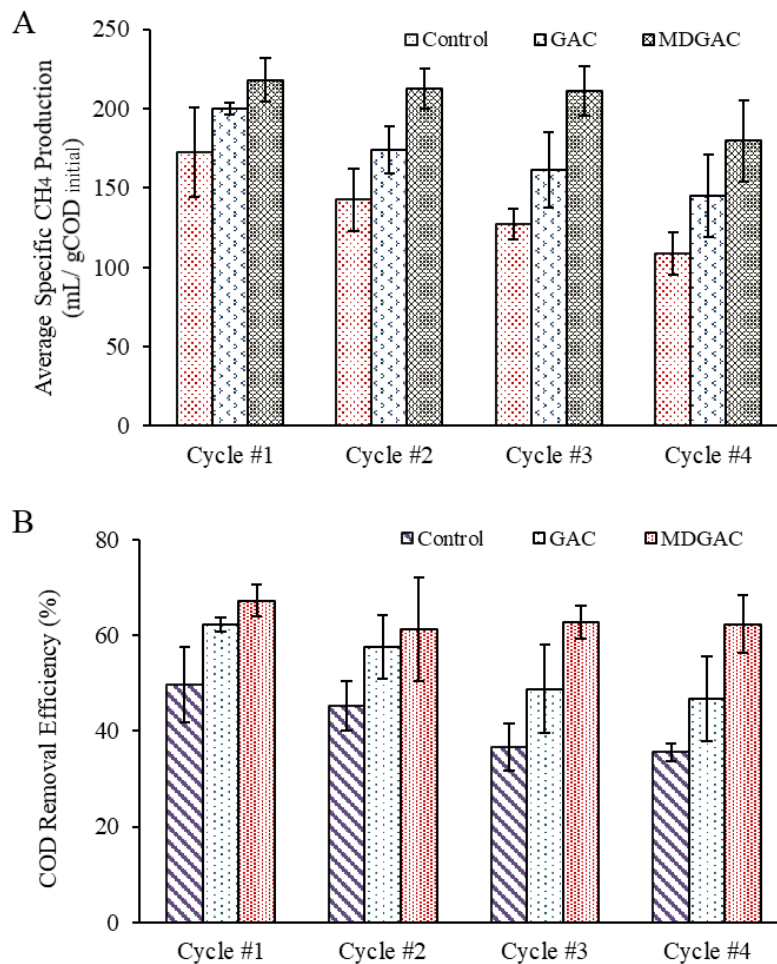 A
250
200
150
100
50
0
Average Specific CH4 Production
(mL/ gCOD initial)
Control GAC MDGAC
Cycle #1 Cycle #2 Cycle #3 Cycle #4
B
80
60
40
20
0
COD Removal Efficiency (%)
Control GAC MDGAC
Cycle #1 Cycle #2 Cycle #3 Cycle #4